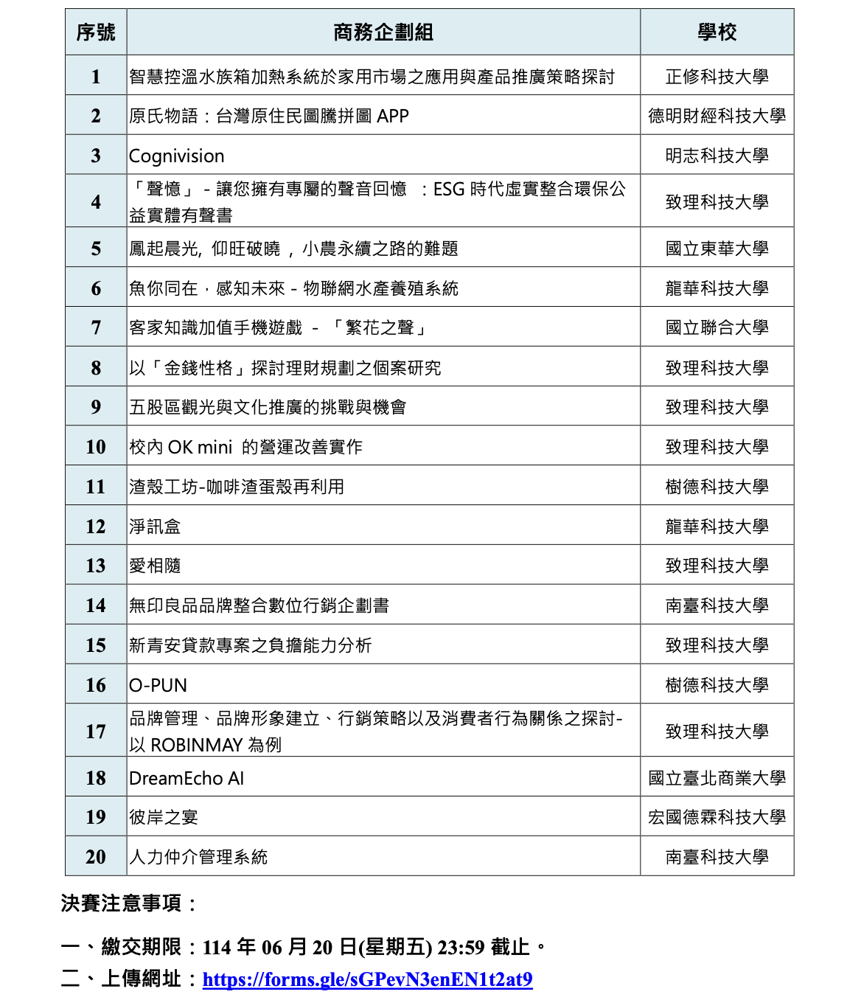 序號 商務企劃組 學校
1 智慧控溫水族箱加熱系統於家用市場之應用與產品推廣策略探討 正修科技大學
2 原氏物語：台灣原住民圖騰拼圖 APP 德明財經科技大學
3 Cognivision 明志科技大學
4 「聲憶」 - 讓您擁有專屬的聲音回憶 ：ESG 時代虛實整合環保公
益實體有聲書 致理科技大學
5 鳳起晨光, 仰旺破曉 , 小農永續之路的難題 國立東華大學
6 魚你同在，感知未來 - 物聯網水產養殖系統 龍華科技大學
7 客家知識加值手機遊戲 - 「繁花之聲」 國立聯合大學
8 以「金錢性格」探討理財規劃之個案研究 致理科技大學
9 五股區觀光與文化推廣的挑戰與機會 致理科技大學
10 校內 OK mini 的營運改善實作 致理科技大學
11 渣殼工坊-咖啡渣蛋殼再利用 樹德科技大學
12 淨訊盒 龍華科技大學
13 愛相隨 致理科技大學
14 無印良品品牌整合數位行銷企劃書 南臺科技大學
15 新青安貸款專案之負擔能力分析 致理科技大學
16 O-PUN 樹德科技大學
17 品牌管理、品牌形象建立、行銷策略以及消費者行為關係之探討-
以 ROBINMAY 為例 致理科技大學
18 DreamEcho AI 國立臺北商業大學
19 彼岸之宴 宏國德霖科技大學
20 人力仲介管理系統 南臺科技大學
決賽注意事項：
一、繳交期限：114 年 06 月 20 日(星期五) 23:59 截止。
二、上傳網址：https://forms.gle/sGPevN3enEN1t2at9